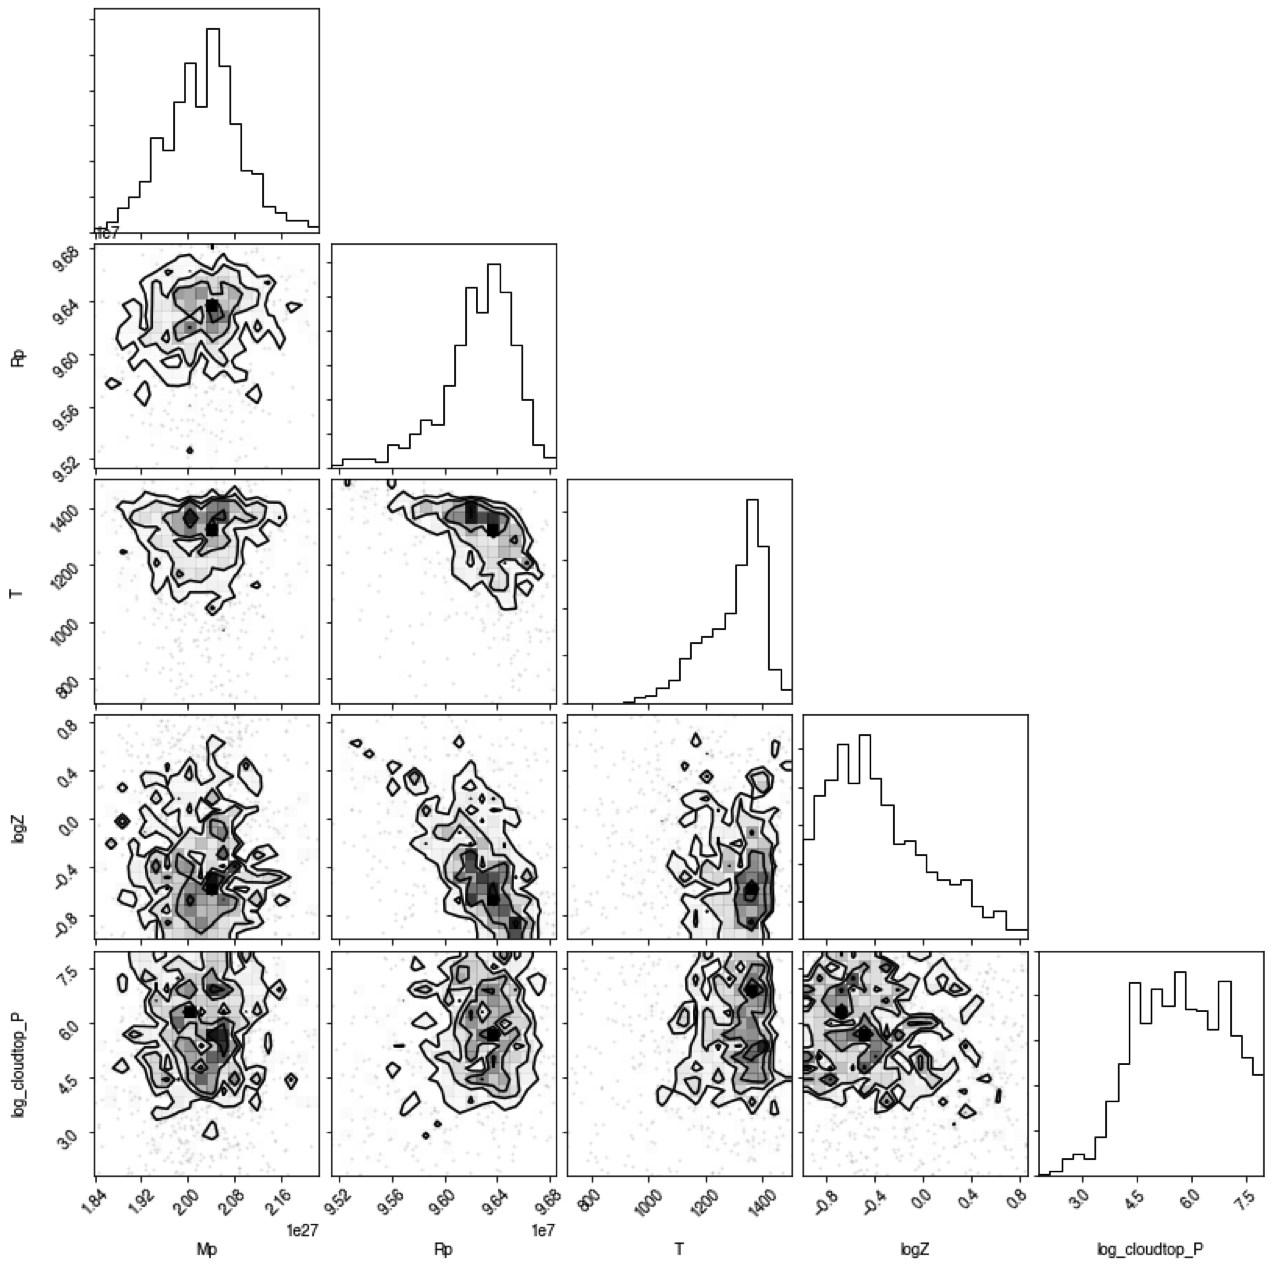 1e7
9.68
9.64
9.60
9.56
9.52
Rp
1400
1200
1000
800
T
0.8
0.4
0.0
−0.4
−0.8
logZ
7.5
6.0
4.5
3.0
log_cloudtop_P
1.84 1.92 2.00 2.08 2.16 9.52 9.56 9.60 9.64 9.68 800 1000 1200 1400 −0.8 −0.4 0.0 0.4 0.8 3.0 4.5 6.0 7.5
1e27 1e7
Mp Rp T logZ log_cloudtop_P